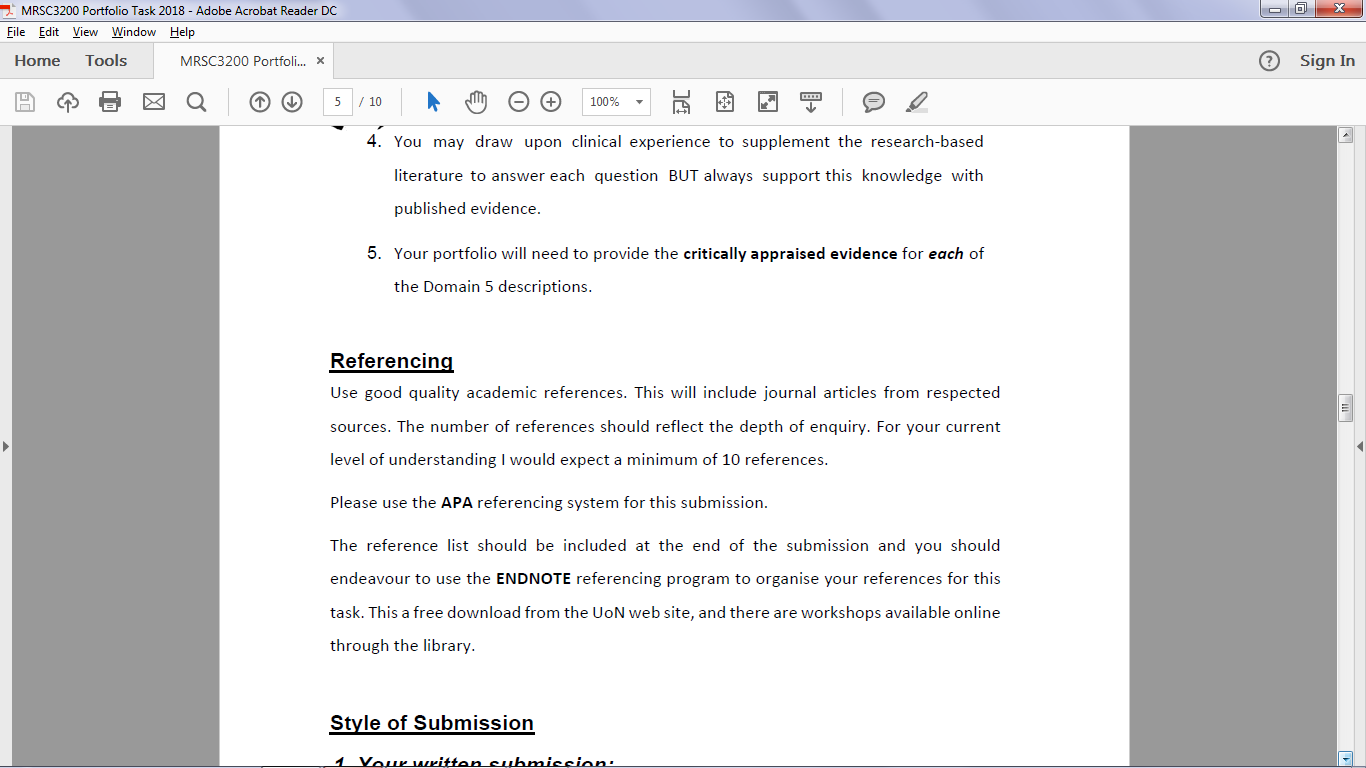 MRSC3200 Portfolio Task 2018 - Adobe Acrobat Reader DC
File Edit View Window Help
Home Tools MRSC3200 Portfoli... × ? Sign In
5 / 10 100%
4. You may draw upon clinical experience to supplement the research-based
literature to answer each question BUT always support this knowledge with
published evidence.
5. Your portfolio will need to provide the critically appraised evidence for each of
the Domain 5 descriptions.
Referencing
Use good quality academic references. This will include journal articles from respected
sources. The number of references should reflect the depth of enquiry. For your current
level of understanding I would expect a minimum of 10 references.
Please use the APA referencing system for this submission.
The reference list should be included at the end of the submission and you should
endeavour to use the ENDNOTE referencing program to organise your references for this
task. This a free download from the UoN web site, and there are workshops available online
through the library.
Style of Submission
1. Your written submission: